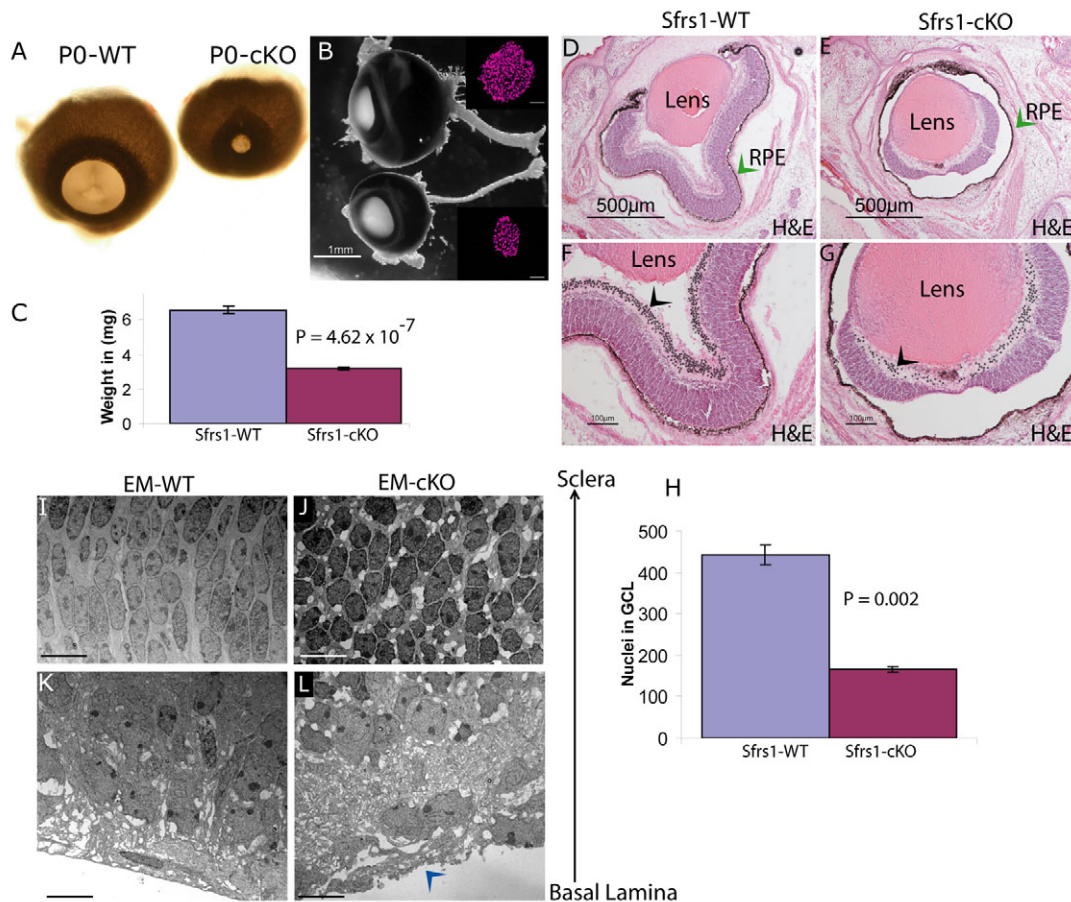 Sfrs1-WT
Sfrs1-cKO
A
P0-WT
P0-cKO
B
1mm
D
Lens
RPE
500µm
H&E
E
Lens
RPE
500µm
H&E
C
Weight in (mg)
6
4
2
0
P = 4.62 x 10-7
Sfrs1-WT
Sfrs1-cKO
F
Lens
100µm
H&E
G
Lens
100µm
H&E
EM-WT
EM-cKO
I
J
K
L
Sclera
Basal Lamina
H
Nuclei in GCL
500
400
300
200
100
0
P = 0.002
Sfrs1-WT
Sfrs1-cKO